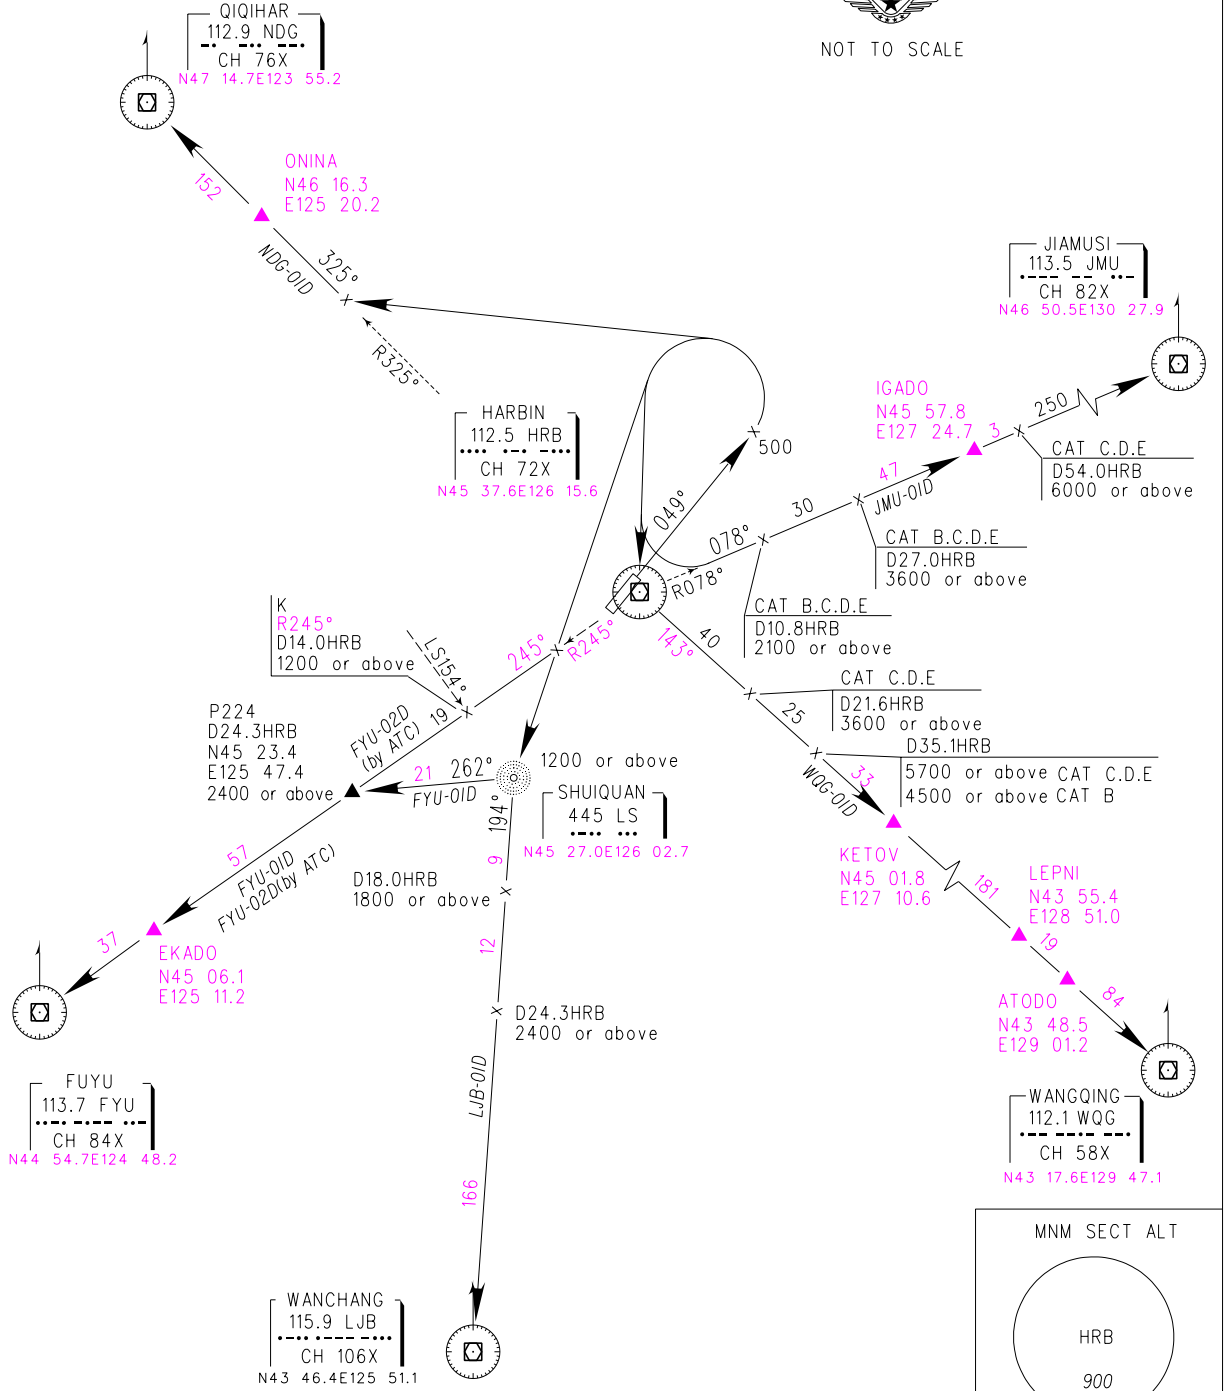 QIQIHAR
112.9 NDG
CH 76X
N47 14.7E123 55.2
NOT TO SCALE
ONINA
N46 16.3
E125 20.2
152
NDG-01D
325°
R325°
JIAMUSI
113.5 JMU
CH 82X
N46 50.5E130 27.9
HARBIN
112.5 HRB
CH 72X
N45 37.6E126 15.6
500
049°
IGADO
N45 57.8
E127 24.7
3
250
CAT C.D.E
D54.0HRB
6000 or above
47
JMU-01D
30
078°
R078°
CAT B.C.D.E
D27.0HRB
3600 or above
CAT B.C.D.E
D10.8HRB
2100 or above
K
R245°
D14.0HRB
1200 or above
LS154°
245°
R245°
143°
40
CAT C.D.E
D21.6HRB
3600 or above
25
D35.1HRB
5700 or above CAT C.D.E
4500 or above CAT B
33
WQG-01D
P224
D24.3HRB
N45 23.4
E125 47.4
2400 or above
FYU-02D
(by ATC)
19
21
262°
FYU-01D
1200 or above
SHUIQUAN
445 LS
N45 27.0E126 02.7
194°
9
D18.0HRB
1800 or above
57
FYU-01D
FYU-02D(by ATC)
37
EKADO
N45 06.1
E125 11.2
12
D24.3HRB
2400 or above
LJB-01D
166
KETOV
N45 01.8
E127 10.6
181
LEPNI
N43 55.4
E128 51.0
19
ATODO
N43 48.5
E129 01.2
84
FUYU
113.7 FYU
CH 84X
N44 54.7E124 48.2
WANGQING
112.1 WQG
CH 58X
N43 17.6E129 47.1
WANCHANG
115.9 LJB
CH 106X
N43 46.4E125 51.1
MNM SECT ALT
HRB
900